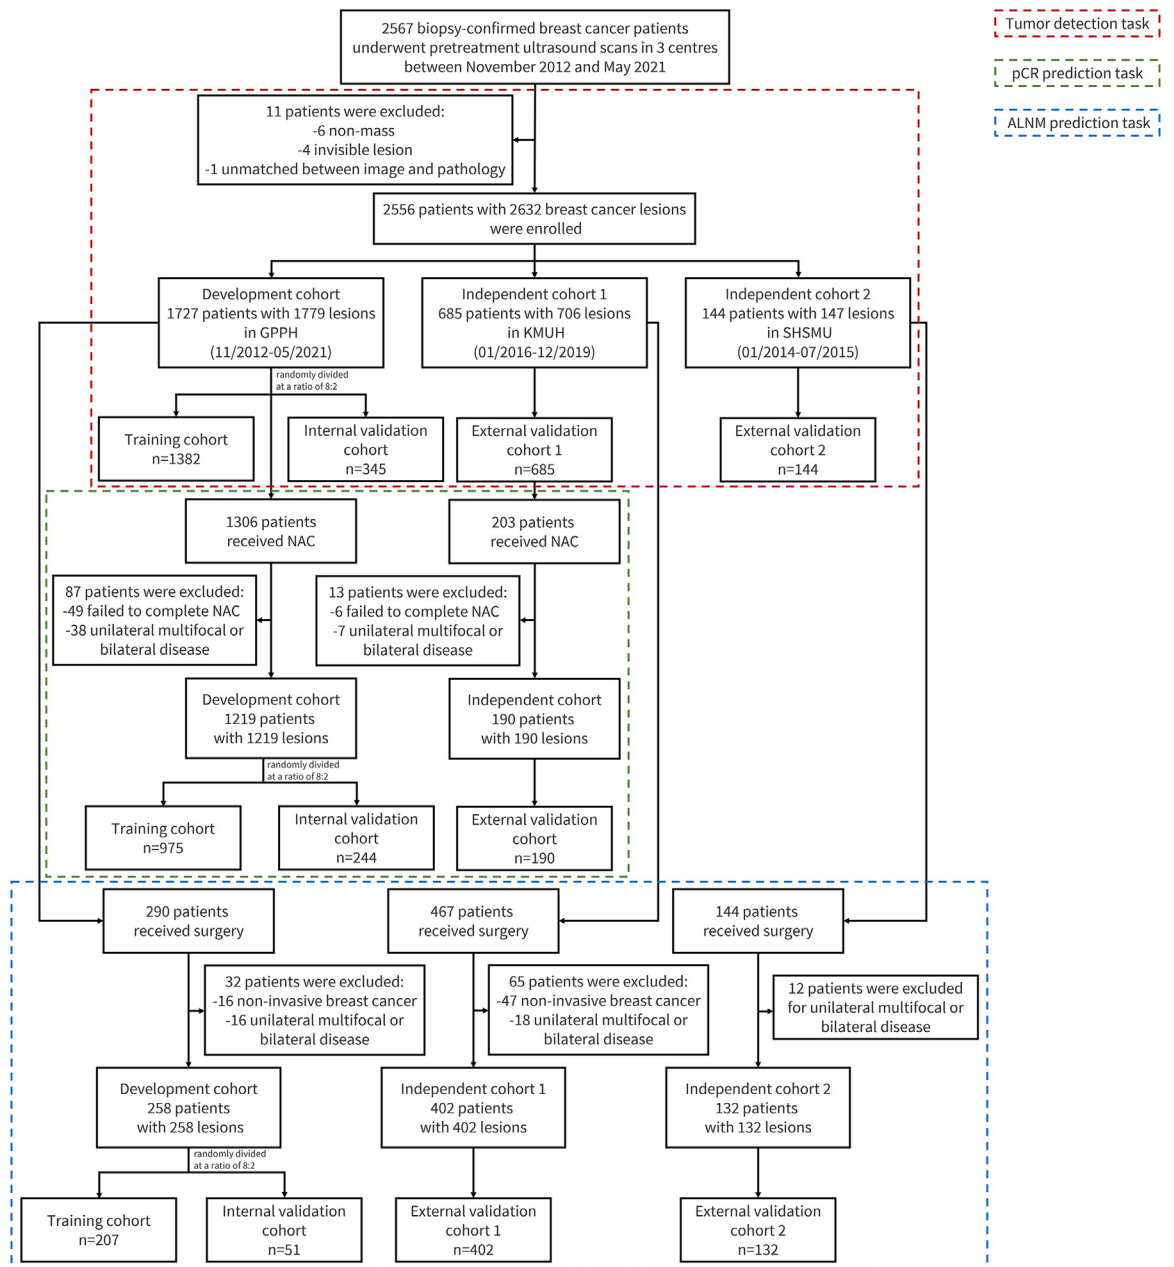 2567 biopsy-confirmed breast cancer patients
underwent pretreatment ultrasound scans in 3 centres
between November 2012 and May 2021
Tumor detection task
pCR prediction task
ALNM prediction task
11 patients were excluded:
-6 non-mass
-4 invisible lesion
-1 unmatched between image and pathology
2556 patients with 2632 breast cancer lesions
were enrolled
Development cohort
1727 patients with 1779 lesions
in GPPH
(11/2012-05/2021)
Independent cohort 1
685 patients with 706 lesions
in KMUH
(01/2016-12/2019)
Independent cohort 2
144 patients with 147 lesions
in SHSMU
(01/2014-07/2015)
randomly divided
at a ratio of 8:2
Training cohort
n=1382
Internal validation
cohort
n=345
External validation
cohort 1
n=685
External validation
cohort 2
n=144
1306 patients
received NAC
203 patients
received NAC
87 patients were excluded:
-49 failed to complete NAC
-38 unilateral multifocal or
bilateral disease
13 patients were excluded:
-6 failed to complete NAC
-7 unilateral multifocal or
bilateral disease
Development cohort
1219 patients
with 1219 lesions
Independent cohort
190 patients
with 190 lesions
randomly divided
at a ratio of 8:2
Training cohort
n=975
Internal validation
cohort
n=244
External validation
cohort
n=190
290 patients
received surgery
467 patients
received surgery
144 patients
received surgery
32 patients were excluded:
-16 non-invasive breast cancer
-16 unilateral multifocal or
bilateral disease
65 patients were excluded:
-47 non-invasive breast cancer
-18 unilateral multifocal or
bilateral disease
12 patients were excluded
for unilateral multifocal or
bilateral disease
Development cohort
258 patients
with 258 lesions
Independent cohort 1
402 patients
with 402 lesions
Independent cohort 2
132 patients
with 132 lesions
randomly divided
at a ratio of 8:2
Training cohort
n=207
Internal validation
cohort
n=51
External validation
cohort 1
n=402
External validation
cohort 2
n=132